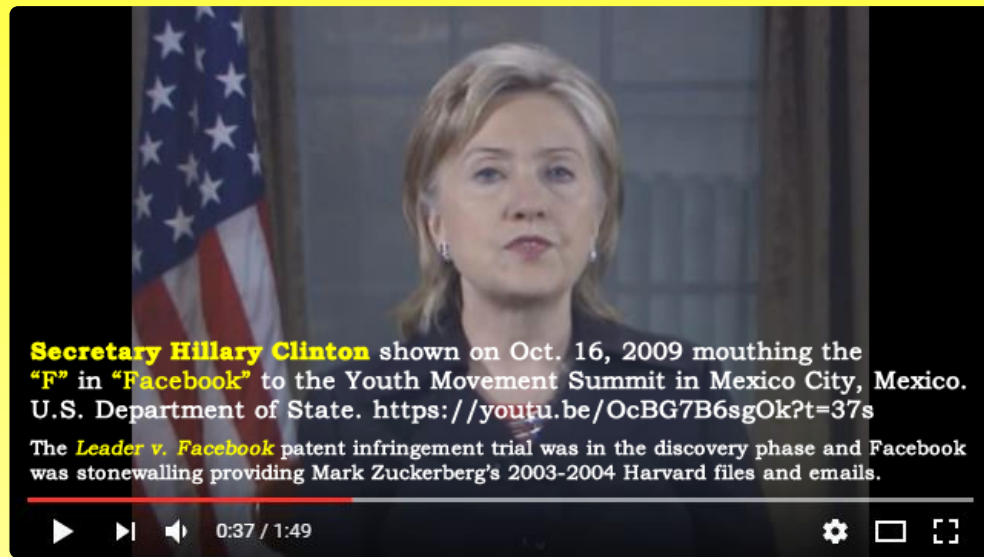 Secretary Hillary Clinton shown on Oct. 16, 2009 mouthing the
“F” in “Facebook” to the Youth Movement Summit in Mexico City, Mexico.
U.S. Department of State. https://youtu.be/OcBG7B6sgOk?t=37s
The Leader v. Facebook patent infringement trial was in the discovery phase and Facebook
was stonewalling providing Mark Zuckerberg’s 2003-2004 Harvard files and emails.
0:37 / 1:49